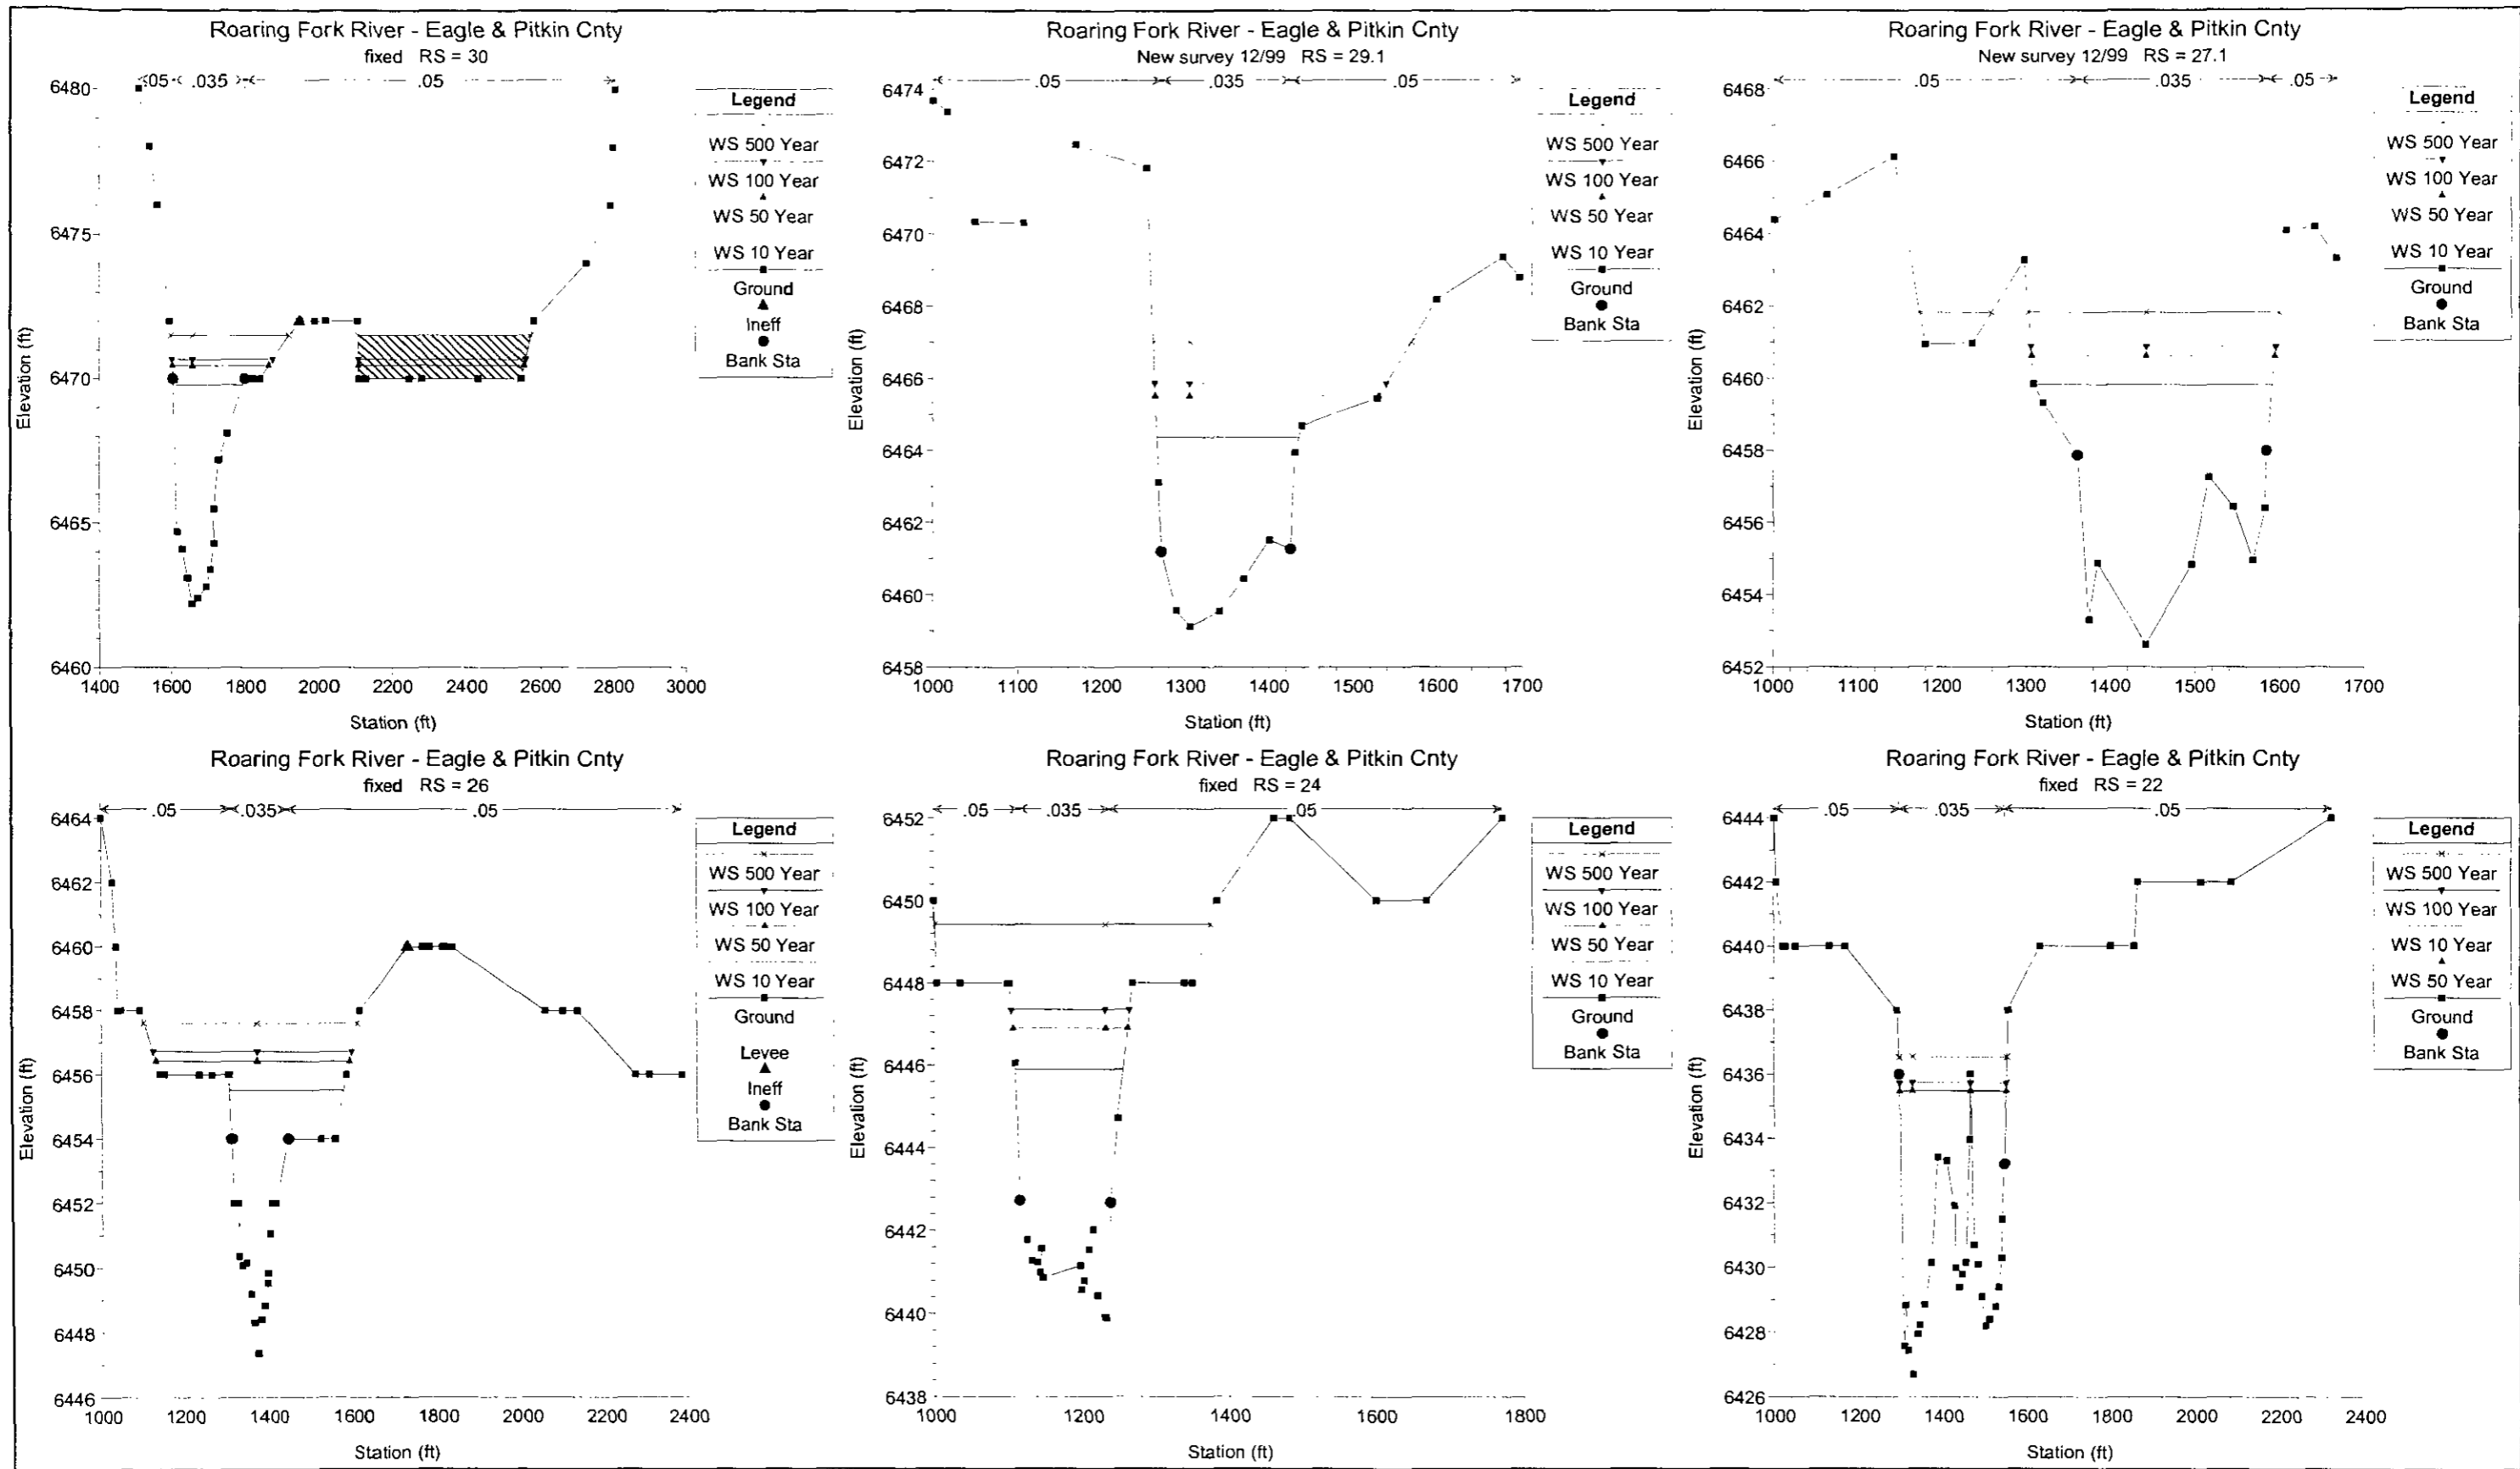 Roaring Fork River - Eagle & Pitkin Cnty
fixed RS = 30
.05 .035 .05
6480
6475
6470
6465
6460
Elevation (ft)
1400 1600 1800 2000 2200 2400 2600 2800 3000
Station (ft)
Legend
WS 500 Year
WS 100 Year
WS 50 Year
WS 10 Year
Ground
Ineff
Bank Sta
Roaring Fork River - Eagle & Pitkin Cnty
New survey 12/99 RS = 29.1
.05 .035 .05
6474
6472
6470
6468
6466
6464
6462
6460
6458
Elevation (ft)
1000 1100 1200 1300 1400 1500 1600 1700
Station (ft)
Legend
WS 500 Year
WS 100 Year
WS 50 Year
WS 10 Year
Ground
Bank Sta
Roaring Fork River - Eagle & Pitkin Cnty
New survey 12/99 RS = 27.1
.05 .035 .05
6468
6466
6464
6462
6460
6458
6456
6454
6452
Elevation (ft)
1000 1100 1200 1300 1400 1500 1600 1700
Station (ft)
Legend
WS 500 Year
WS 100 Year
WS 50 Year
WS 10 Year
Ground
Bank Sta
Roaring Fork River - Eagle & Pitkin Cnty
fixed RS = 26
.05 .035 .05
6464
6462
6460
6458
6456
6454
6452
6450
6448
6446
Elevation (ft)
1000 1200 1400 1600 1800 2000 2200 2400
Station (ft)
Legend
WS 500 Year
WS 100 Year
WS 50 Year
WS 10 Year
Ground
Levee
Ineff
Bank Sta
Roaring Fork River - Eagle & Pitkin Cnty
fixed RS = 24
.05 .035 .05
6452
6450
6448
6446
6444
6442
6440
6438
Elevation (ft)
1000 1200 1400 1600 1800
Station (ft)
Legend
WS 500 Year
WS 100 Year
WS 50 Year
WS 10 Year
Ground
Bank Sta
Roaring Fork River - Eagle & Pitkin Cnty
fixed RS = 22
.05 .035 .05
6444
6442
6440
6438
6436
6434
6432
6430
6428
6426
Elevation (ft)
1000 1200 1400 1600 1800 2000 2200 2400
Station (ft)
Legend
WS 500 Year
WS 100 Year
WS 10 Year
WS 50 Year
Ground
Bank Sta